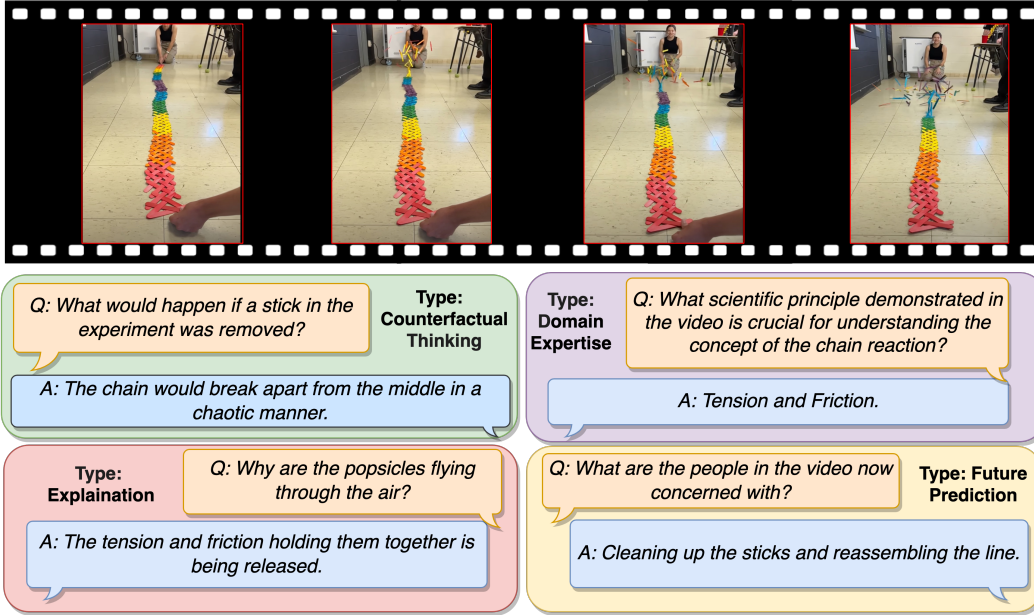 Q: What would happen if a stick in the
experiment was removed?
Type:
Counterfactual
Thinking
A: The chain would break apart from the middle in a
chaotic manner.
Type:
Domain
Expertise
Q: What scientific principle demonstrated in
the video is crucial for understanding the
concept of the chain reaction?
A: Tension and Friction.
Type:
Explaination
Q: Why are the popsicles flying
through the air?
A: The tension and friction holding them together is
being released.
Q: What are the people in the video now
concerned with?
Type: Future
Prediction
A: Cleaning up the sticks and reassembling the line.